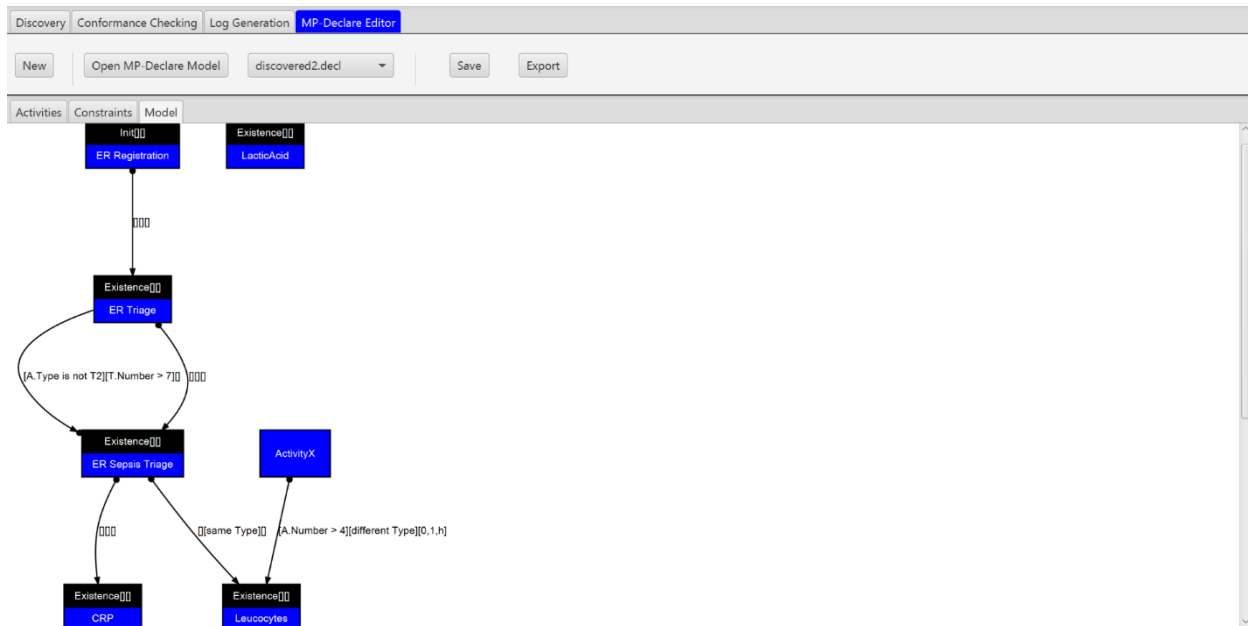 Discovery Conformance Checking Log Generation MP-Declare Editor
New Open MP-Declare Model discovered2.decl Save Export
Activities Constraints Model
Init[][] Existence[][]
ER Registration LacticAcid
[][][]
Existence[][]
ER Triage
[A.Type is not T2][T.Number > 7][] [][][]
Existence[][]
ER Sepsis Triage ActivityX
[][][] [][same Type][] [A.Number > 4][different Type][0,1,h]
Existence[][] Existence[][]
CRP Leucocytes